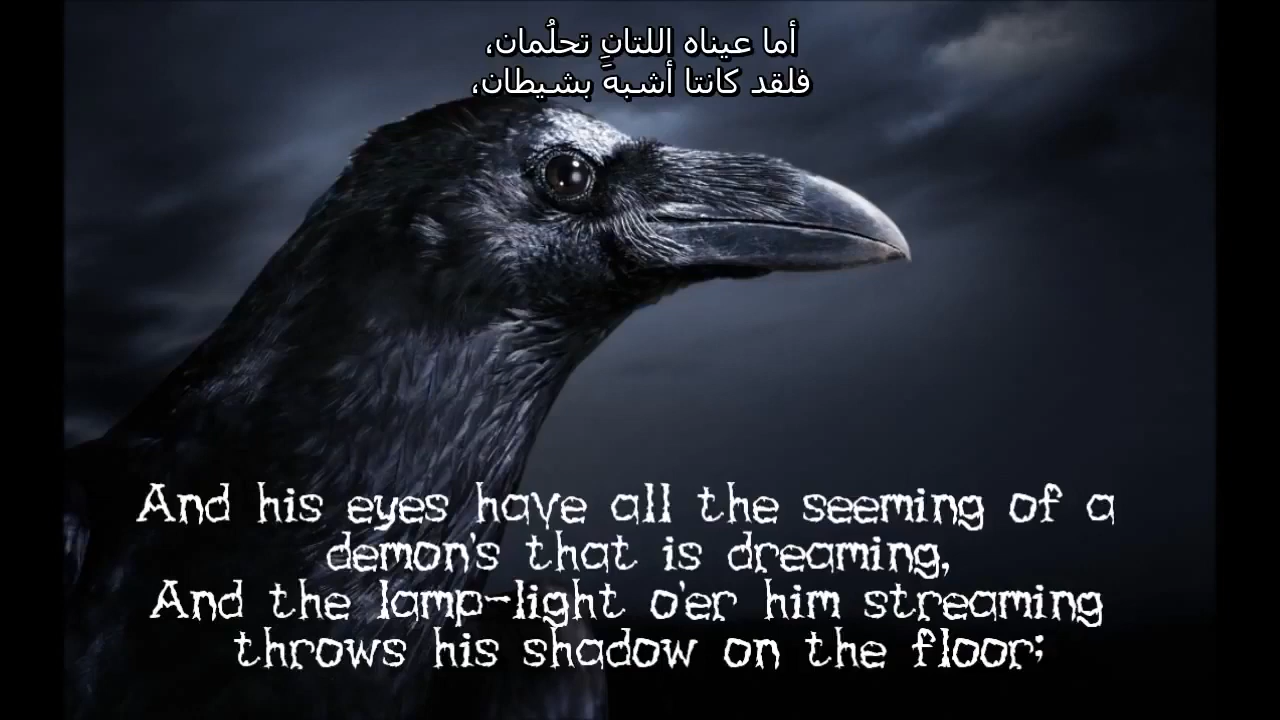 أما عيناه اللتانِ تحلُمان،
فلقد كانتا أشبهَ بشيطان،
And his eyes have all the seeming of a
demon's that is dreaming,
And the lamp-light o'er him streaming
throws his shadow on the floor;